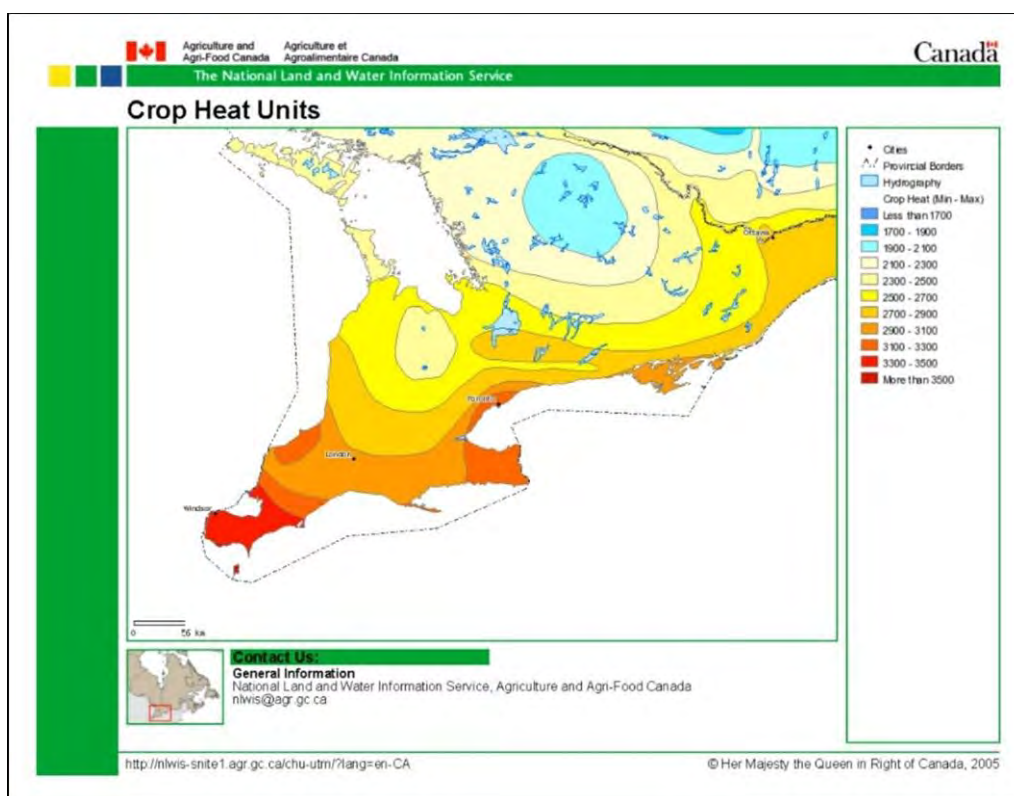 Agriculture and Agriculture et
Agri-Food Canada Agroalimentaire Canada
Canada
The National Land and Water Information Service
Crop Heat Units
Cities
Provincial Borders
Hydrography
Crop Heat (Min - Max)
Less than 1700
1700 - 1900
1900 - 2100
2100 - 2300
2300 - 2500
2500 - 2700
2700 - 2900
2900 - 3100
3100 - 3300
3300 - 3500
More than 3500
Ottawa
Toronto
London
Windsor
0 56 km
Contact Us:
General Information
National Land and Water Information Service, Agriculture and Agri-Food Canada
nlwis@agr.gc.ca
http://nlwis-snite1.agr.gc.ca/chu-utm/?lang=en-CA
© Her Majesty the Queen in Right of Canada, 2005